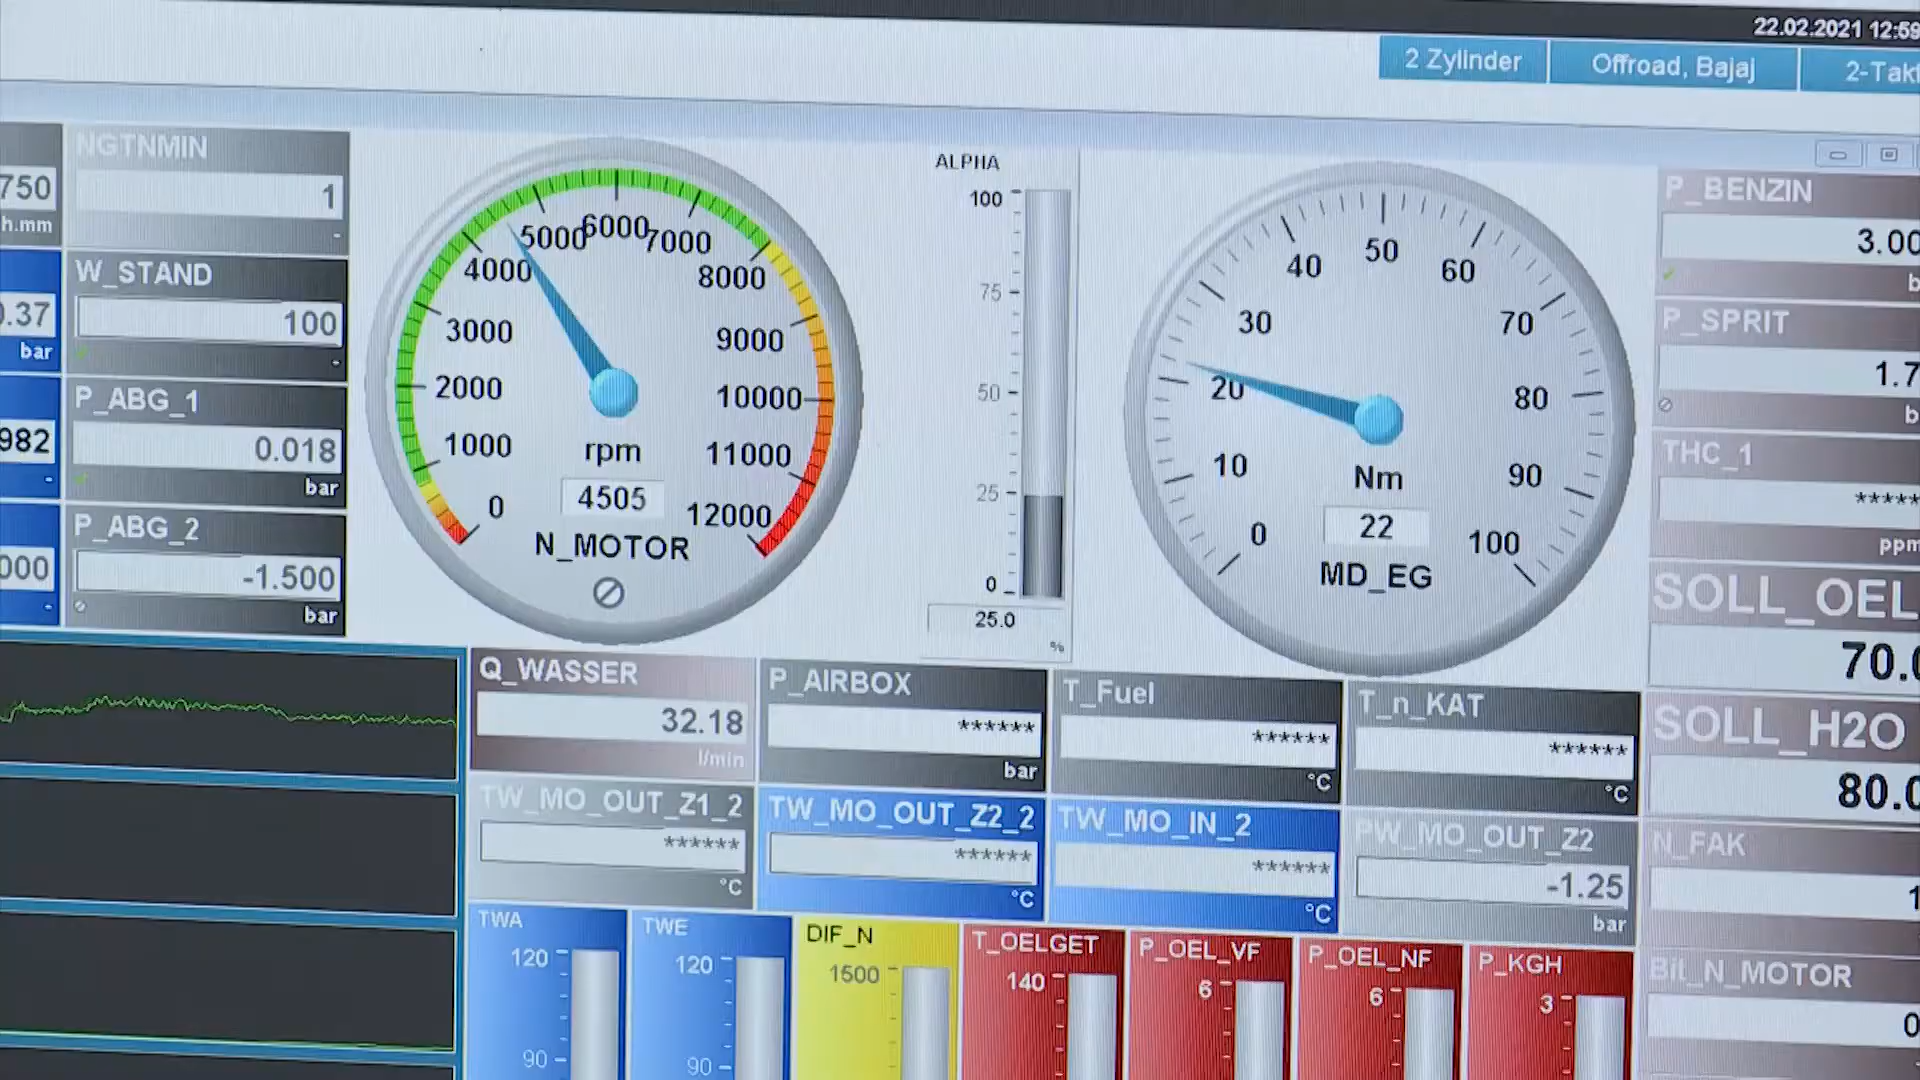 22.02.2021 12:59
2 Zylinder
Offroad, Bajaj
2-Takt
750
h.mm
0.37
bar
982
-
000
-
NGTNMIN
1
-
W_STAND
100
-
P_ABG_1
0.018
bar
P_ABG_2
-1.500
bar
0
1000
2000
3000
4000
5000
6000
7000
8000
9000
10000
11000
12000
rpm
4505
N_MOTOR
ALPHA
100
75
50
25
0
25.0
%
0
10
20
30
40
50
60
70
80
90
100
Nm
22
MD_EG
P_BENZIN
3.00
b
P_SPRIT
1.7
b
THC_1
*****
ppm
SOLL_OEL
70.0
SOLL_H2O
80.0
N_FAK
1
Bit_N_MOTOR
0
Q_WASSER
32.18
l/min
P_AIRBOX
******
bar
T_Fuel
******
°C
T_n_KAT
******
°C
TW_MO_OUT_Z1_2
******
°C
TW_MO_OUT_Z2_2
******
°C
TW_MO_IN_2
******
°C
PW_MO_OUT_Z2
-1.25
bar
TWA
120
90
TWE
120
90
DIF_N
1500
T_OELGET
140
P_OEL_VF
6
P_OEL_NF
6
P_KGH
3